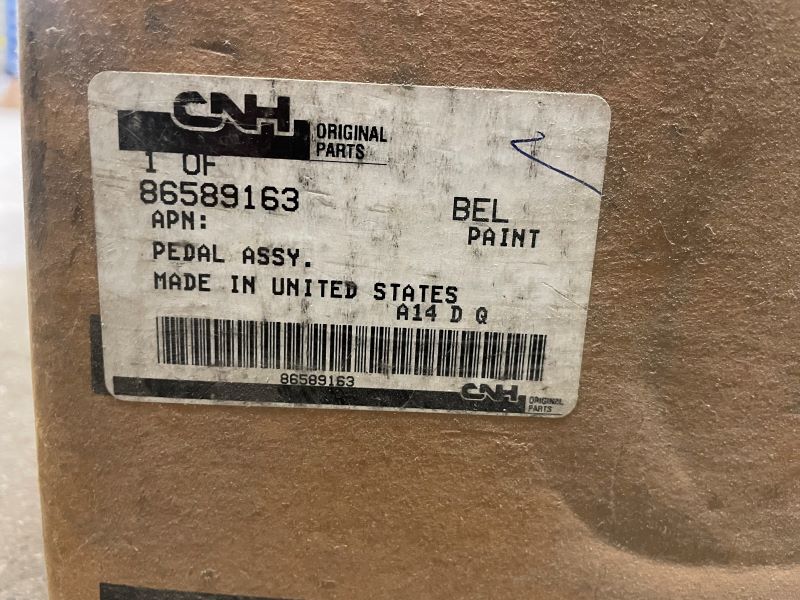 CNH
ORIGINAL
PARTS
1 OF
86589163
BEL
APN:
PAINT
PEDAL ASSY.
MADE IN UNITED STATES
A14 D Q
86589163
CNH
ORIGINAL
PARTS